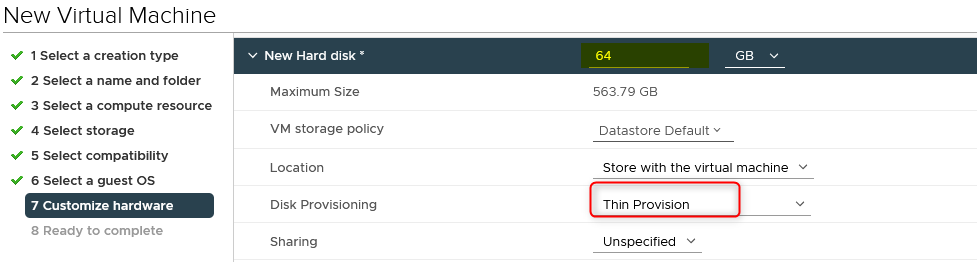 New Virtual Machine
1 Select a creation type
2 Select a name and folder
3 Select a compute resource
4 Select storage
5 Select compatibility
6 Select a guest OS
7 Customize hardware
8 Ready to complete
New Hard disk * 64 GB
Maximum Size 563.79 GB
VM storage policy Datastore Default
Location Store with the virtual machine
Disk Provisioning Thin Provision
Sharing Unspecified